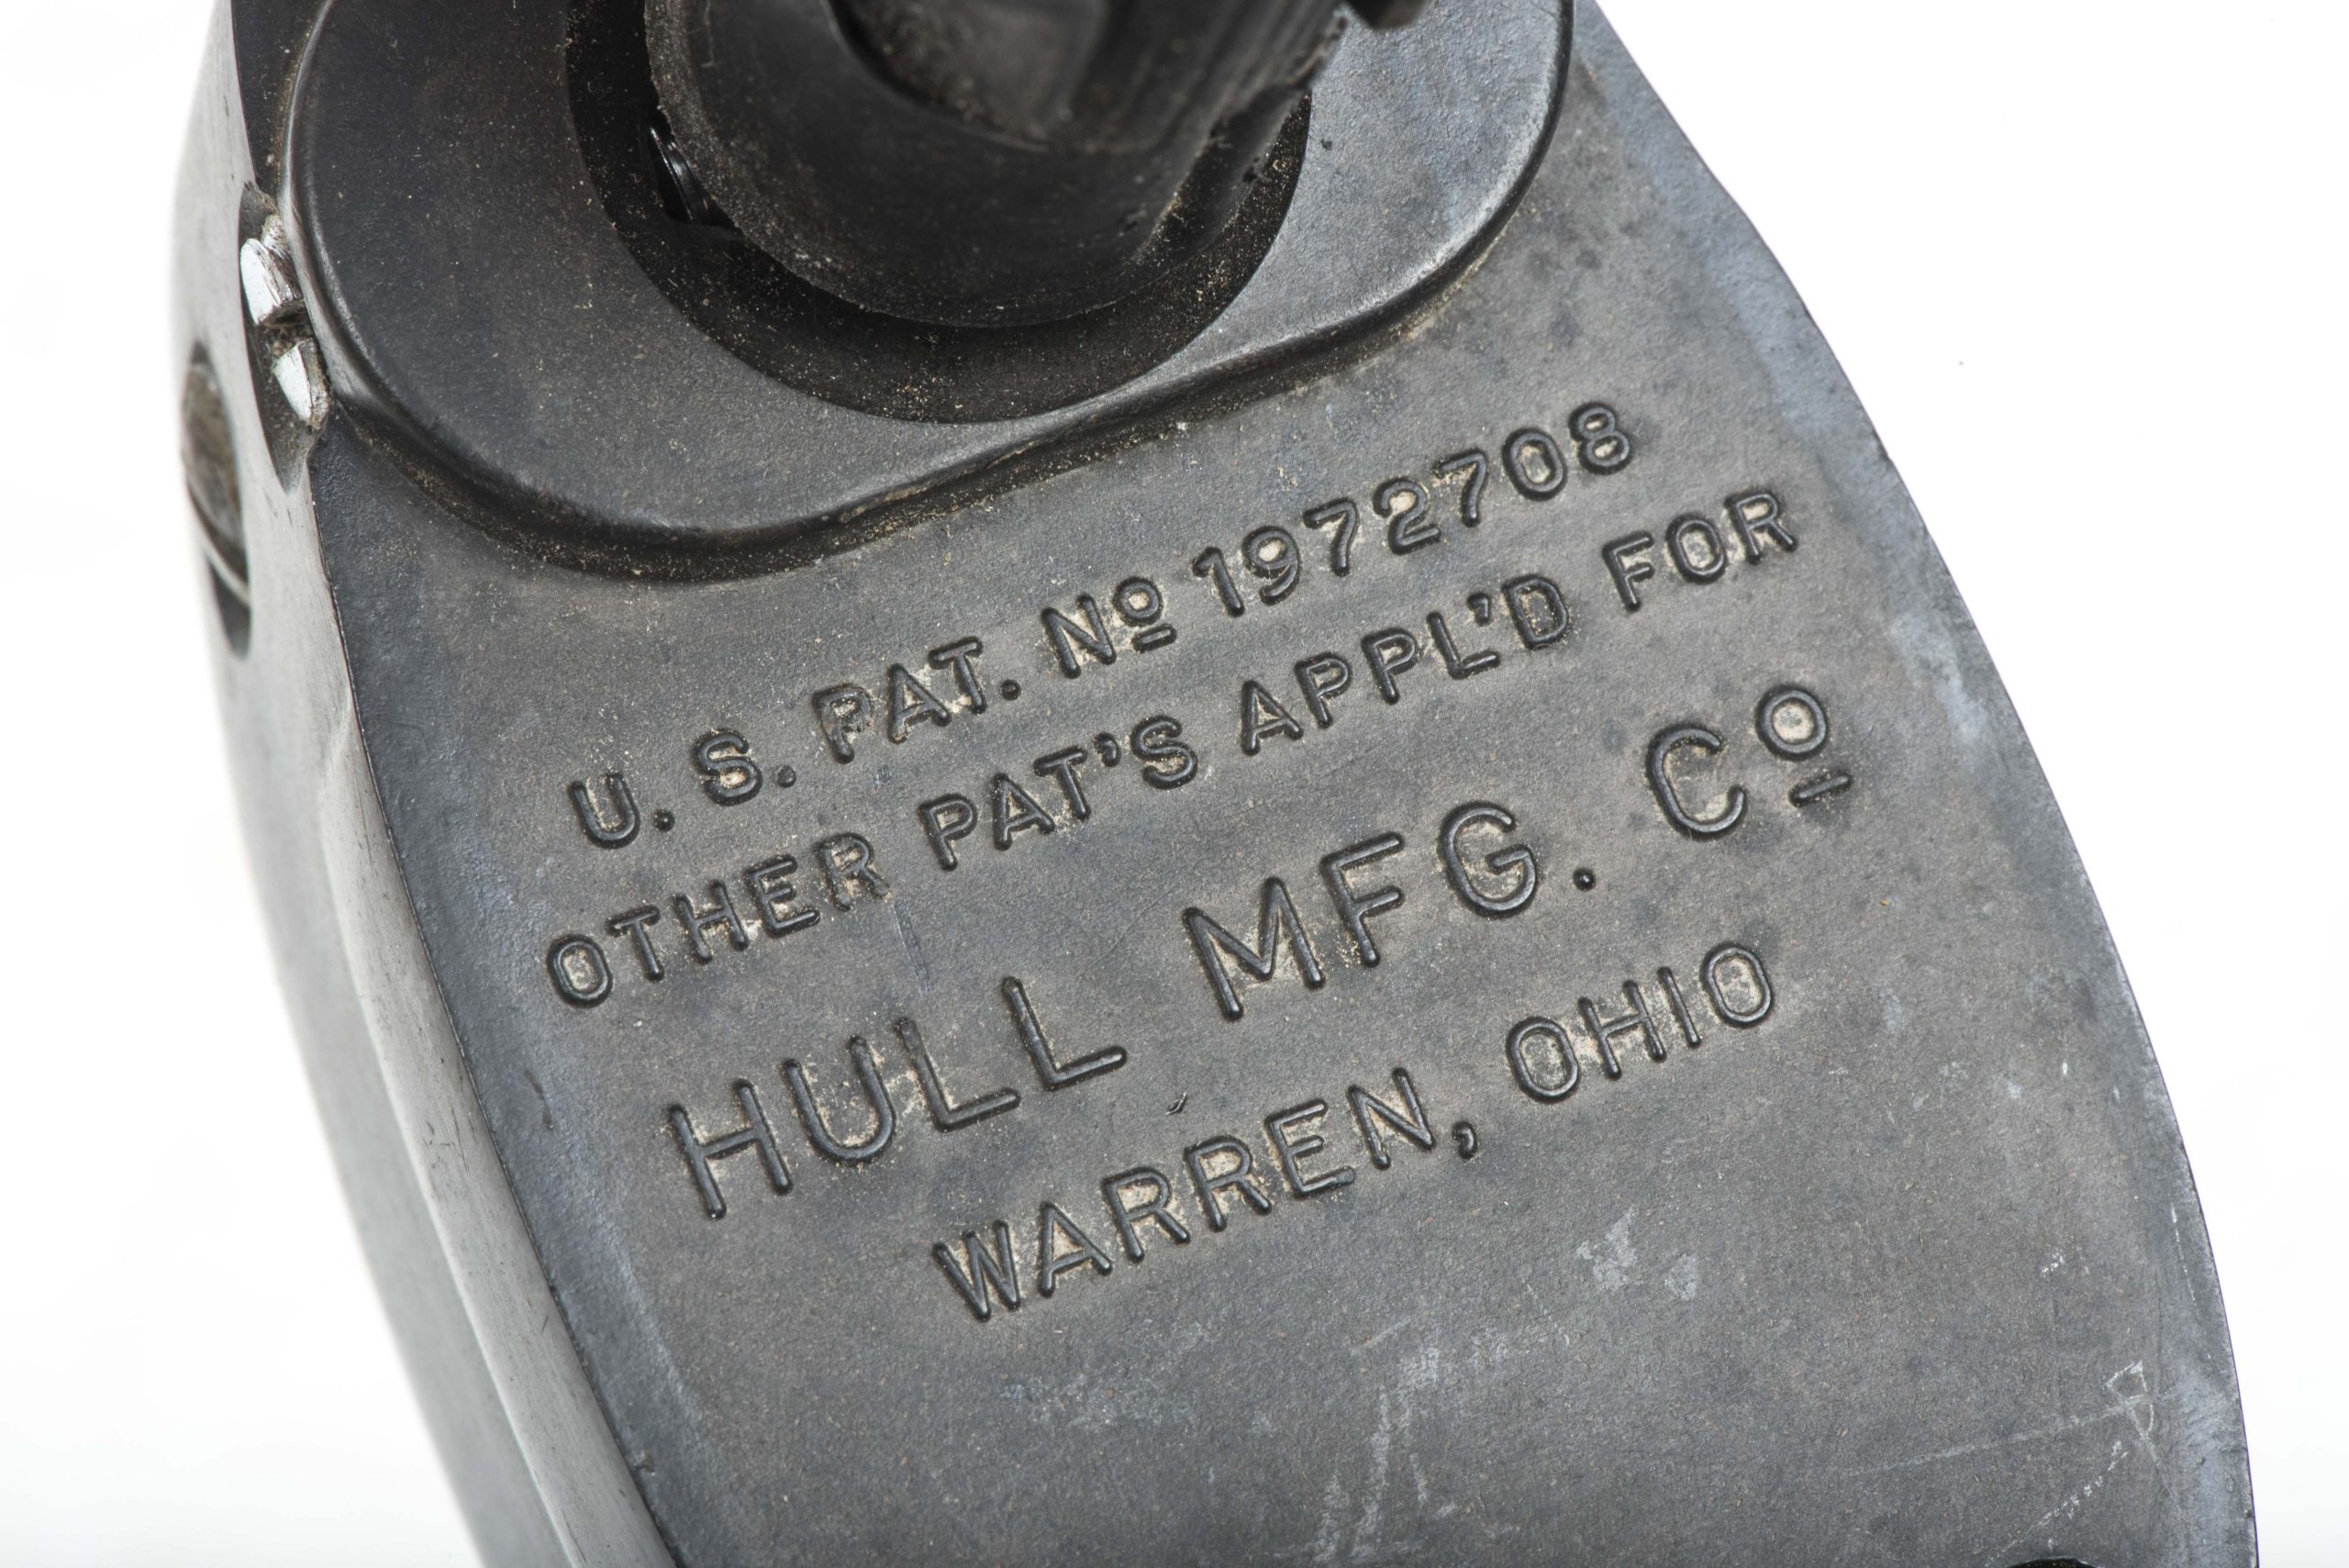 U. S. PAT. Nº 1972708
OTHER PAT'S APPL'D FOR
HULL MFG. Cº
WARREN, OHIO